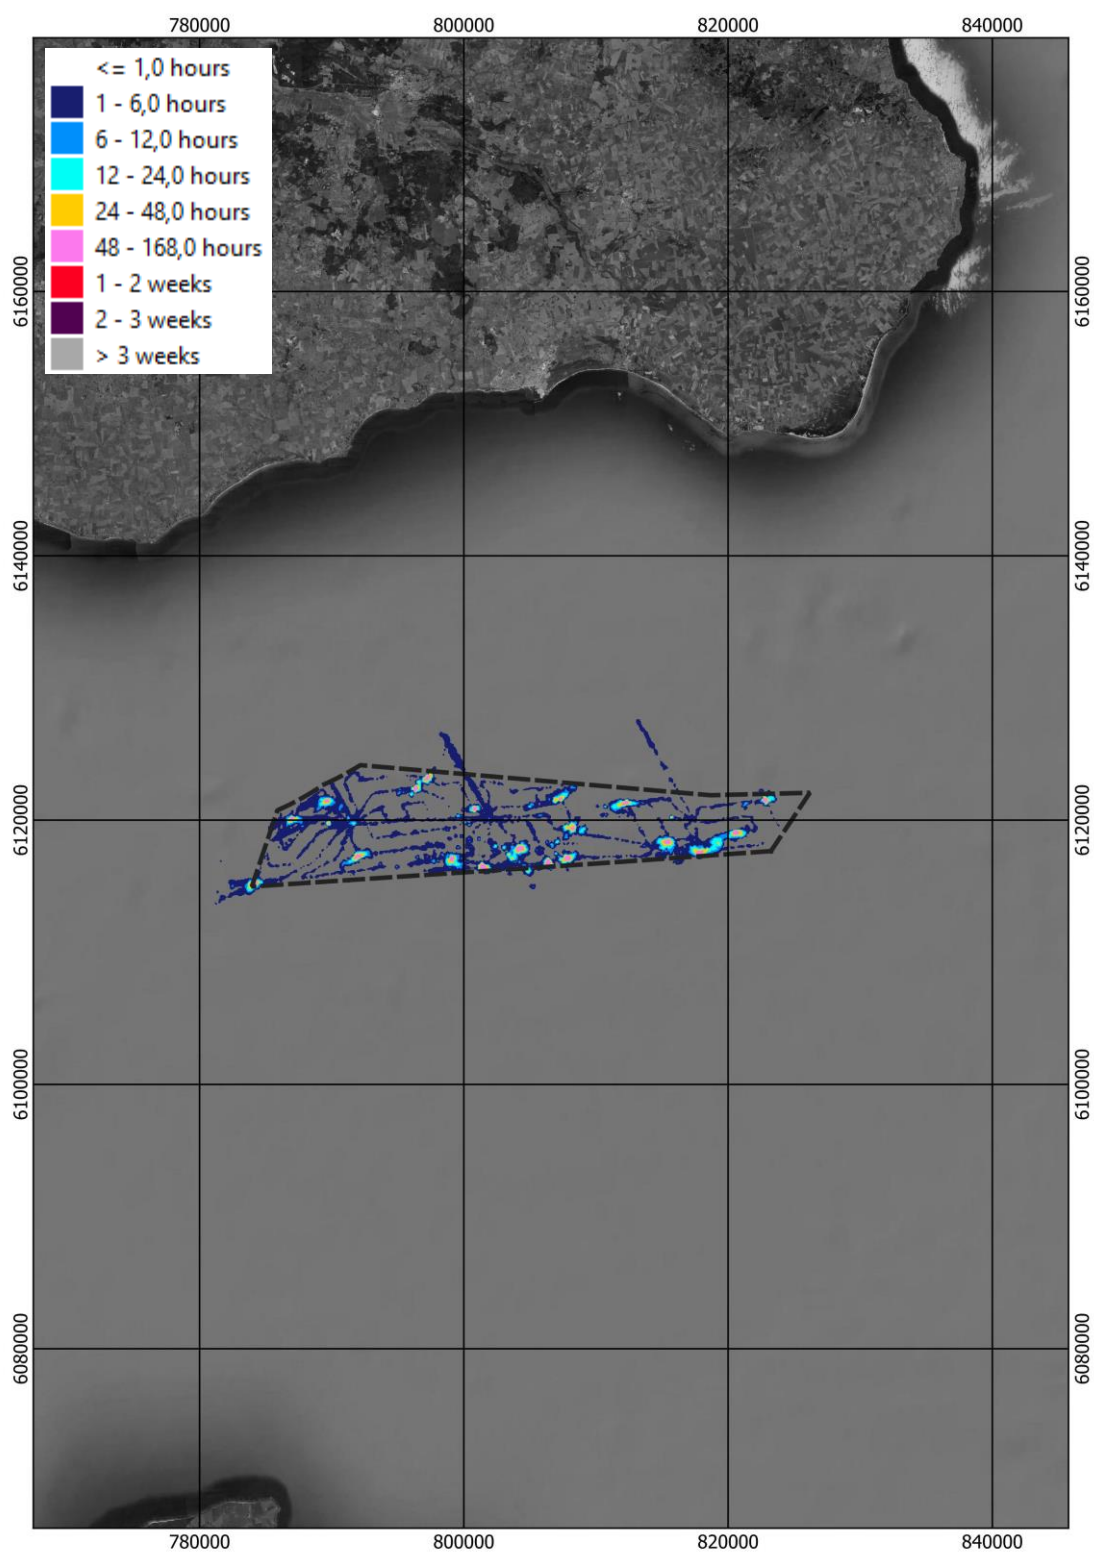 780000 800000 820000 840000
<= 1,0 hours
1 - 6,0 hours
6 - 12,0 hours
12 - 24,0 hours
24 - 48,0 hours
48 - 168,0 hours
1 - 2 weeks
2 - 3 weeks
> 3 weeks
6160000 6160000
6140000 6140000
6120000 6120000
6100000 6100000
6080000 6080000
780000 800000 820000 840000